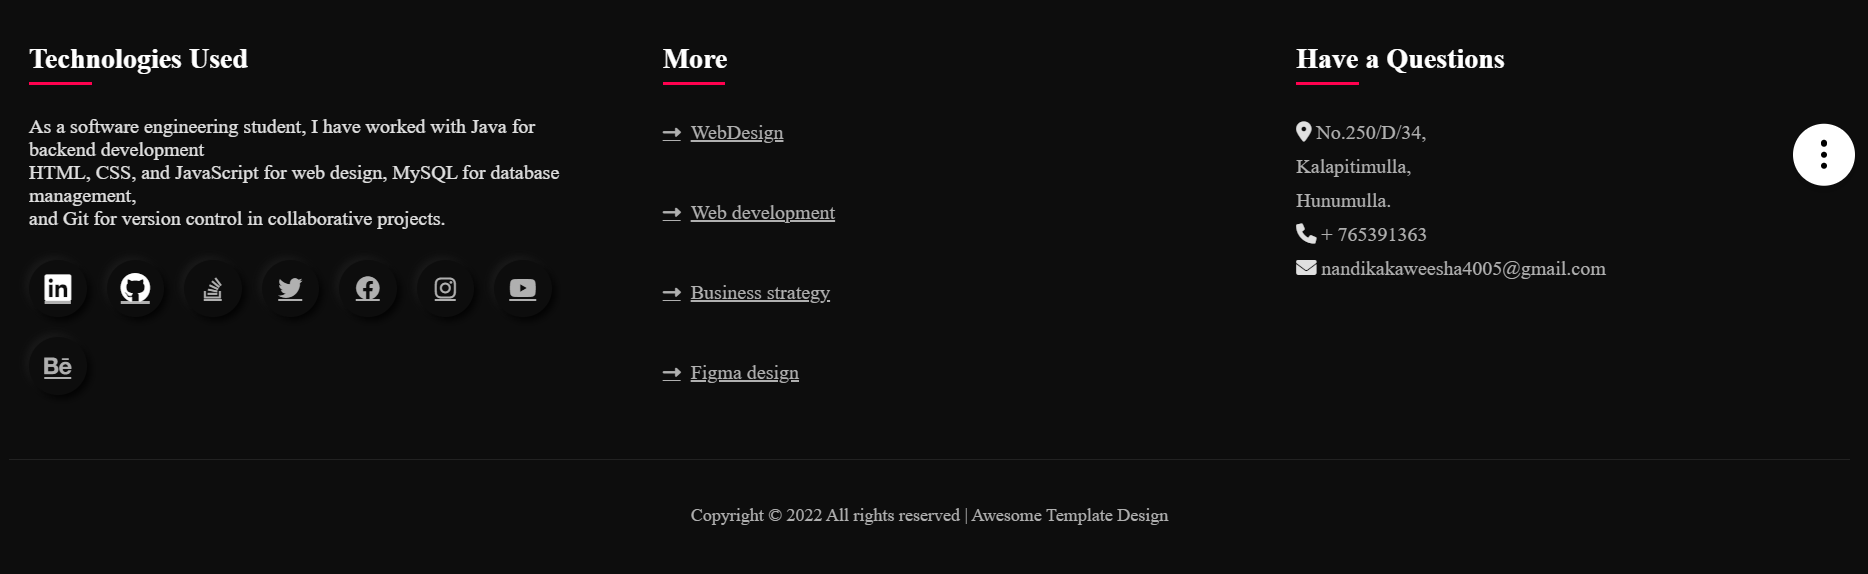 Technologies Used
As a software engineering student, I have worked with Java for
backend development
HTML, CSS, and JavaScript for web design, MySQL for database
management,
and Git for version control in collaborative projects.
in
Bē
More
WebDesign
Web development
Business strategy
Figma design
Have a Questions
No.250/D/34,
Kalapitimulla,
Hunumulla.
+ 765391363
nandikakaweesha4005@gmail.com
Copyright © 2022 All rights reserved | Awesome Template Design